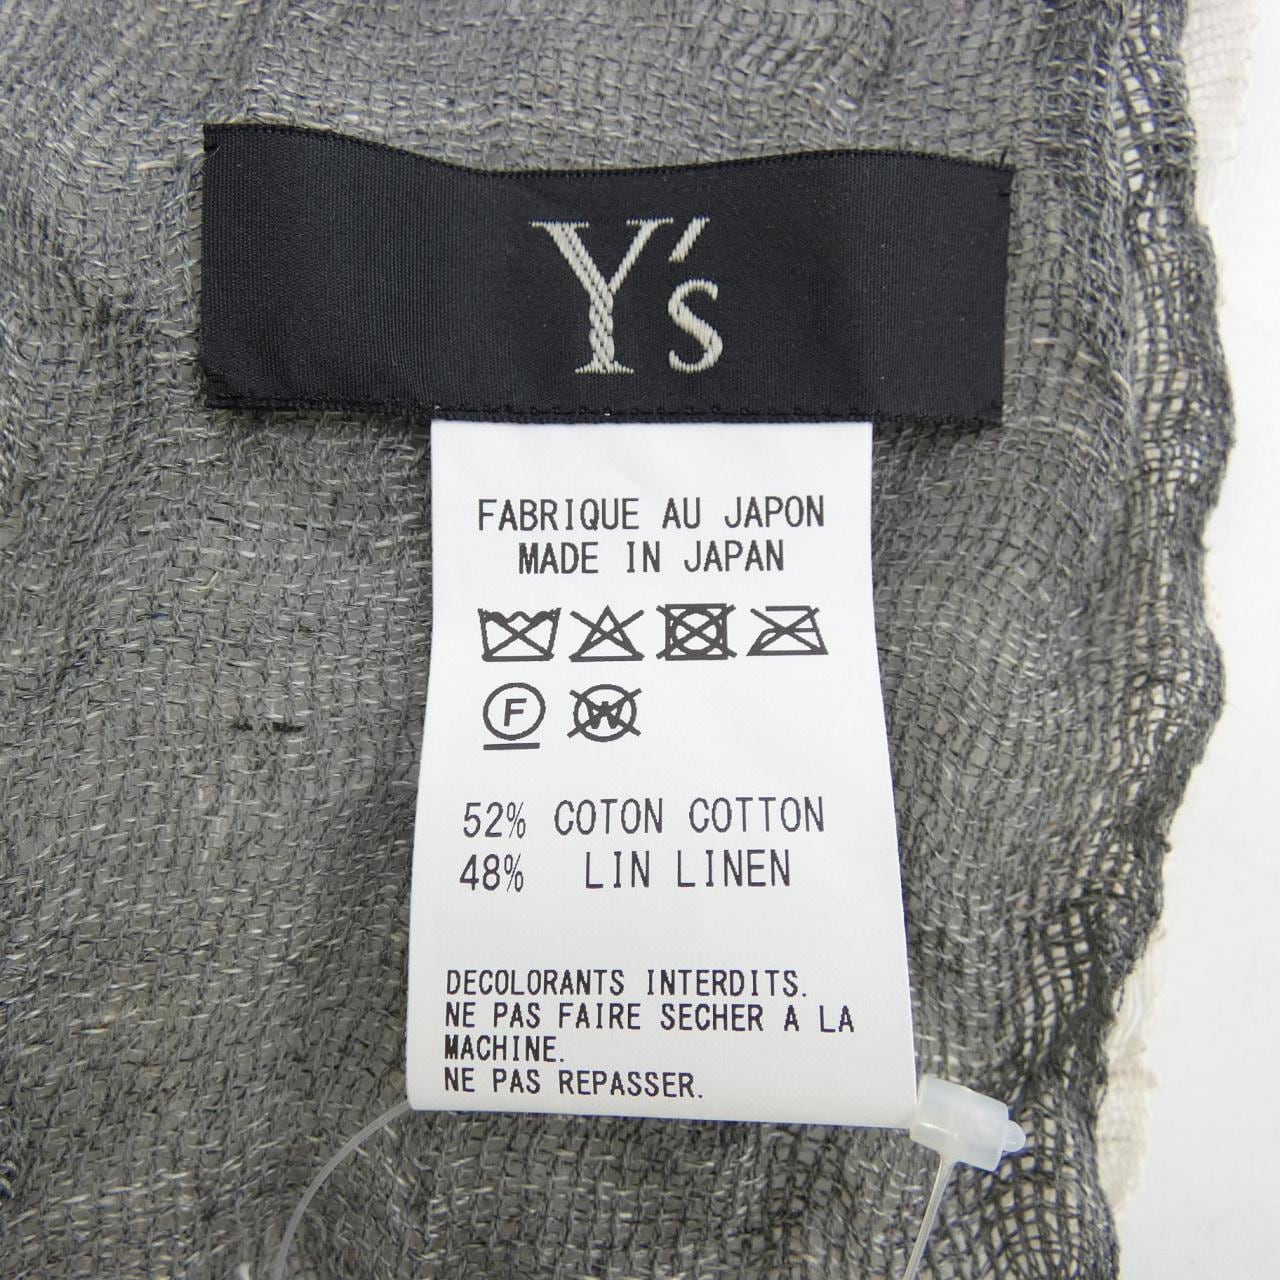 Y's
FABRIQUE AU JAPON
MADE IN JAPAN
F W
52% COTON COTTON
48% LIN LINEN
DECOLORANTS INTERDITS.
NE PAS FAIRE SECHER A LA
MACHINE.
NE PAS REPASSER.